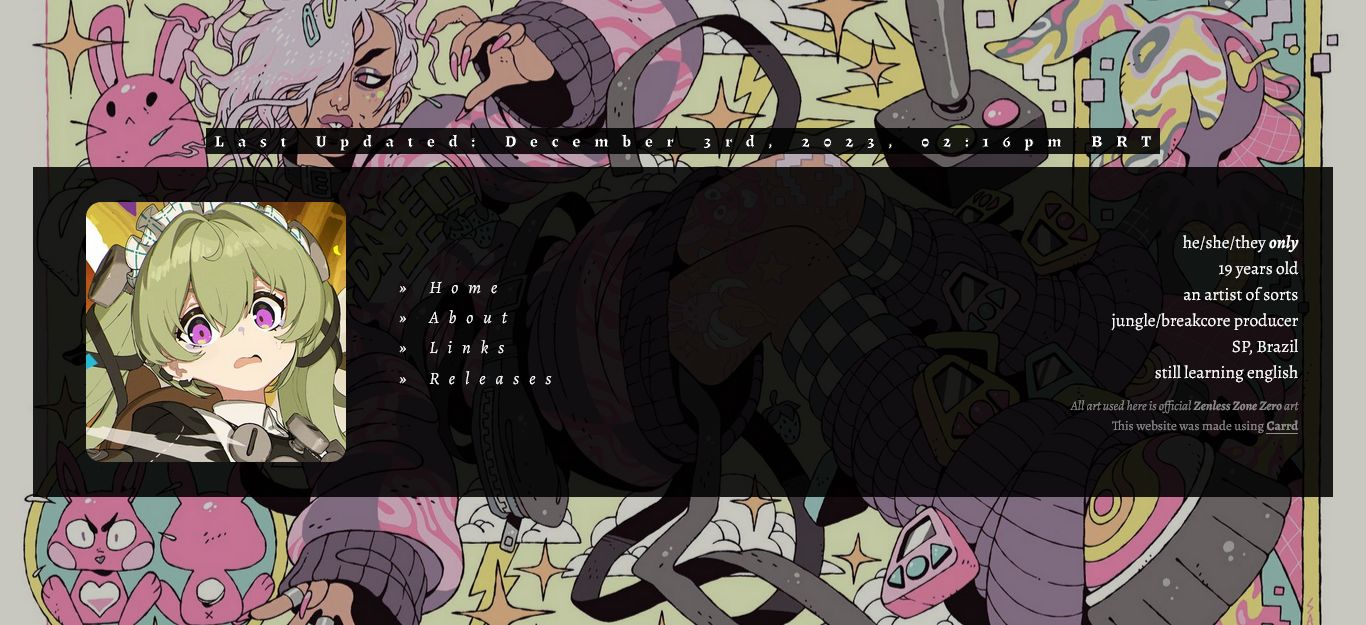 Last Updated: December 3rd, 2023, 02:16pm BRT
» Home
» About
» Links
» Releases
he/she/they only
19 years old
an artist of sorts
jungle/breakcore producer
SP, Brazil
still learning english
All art used here is official Zenless Zone Zero art
This website was made using Carrd